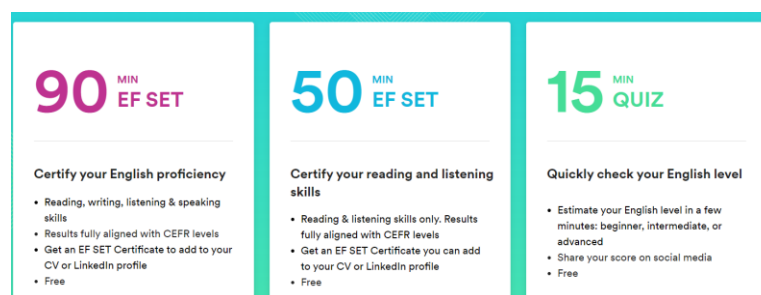 90 MIN EF SET
Certify your English proficiency
• Reading, writing, listening & speaking
skills
• Results fully aligned with CEFR levels
• Get an EF SET Certificate to add to your
CV or LinkedIn profile
• Free
50 MIN EF SET
Certify your reading and listening
skills
• Reading & listening skills only. Results
fully aligned with CEFR levels
• Get an EF SET Certificate you can add
to your CV or LinkedIn profile
• Free
15 MIN QUIZ
Quickly check your English level
• Estimate your English level in a few
minutes: beginner, intermediate, or
advanced
• Share your score on social media
• Free